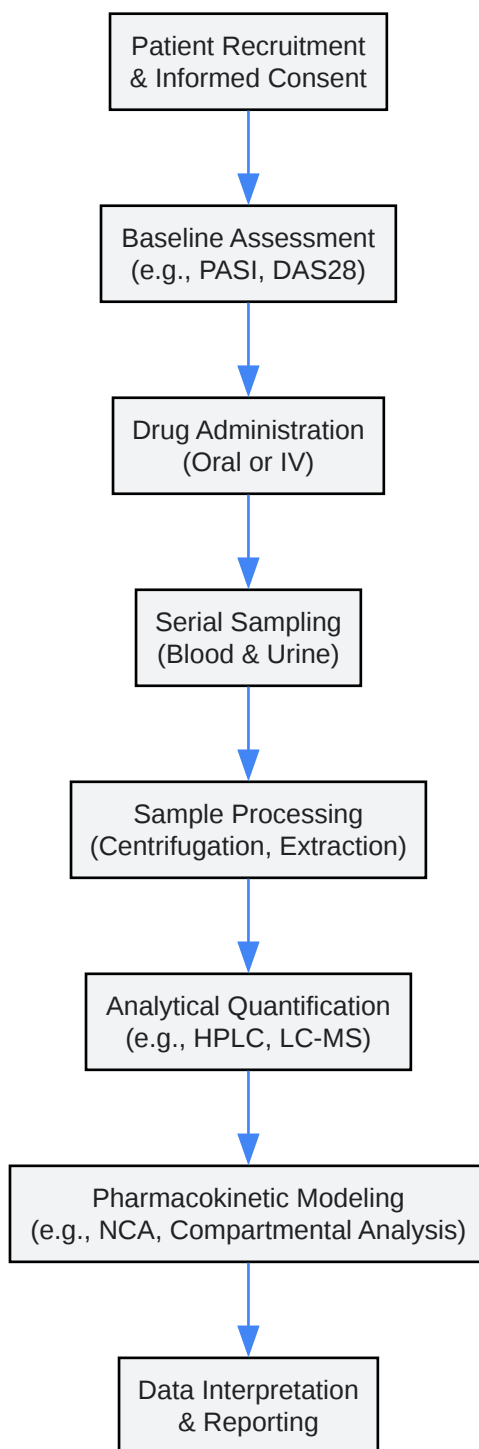 Patient Recruitment
& Informed Consent
Baseline Assessment
(e.g., PASI, DAS28)
Drug Administration
(Oral or IV)
Serial Sampling
(Blood & Urine)
Sample Processing
(Centrifugation, Extraction)
Analytical Quantification
(e.g., HPLC, LC-MS)
Pharmacokinetic Modeling
(e.g., NCA, Compartmental Analysis)
Data Interpretation
& Reporting